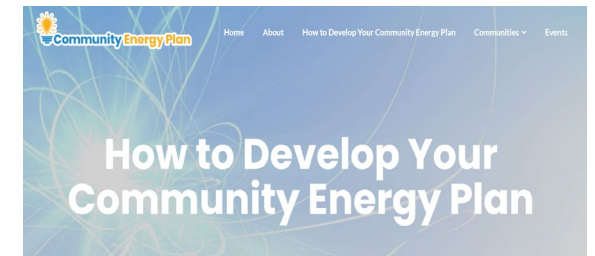 Community Energy Plan
Home About How to Develop Your Community Energy Plan Communities Events
How to Develop Your
Community Energy Plan